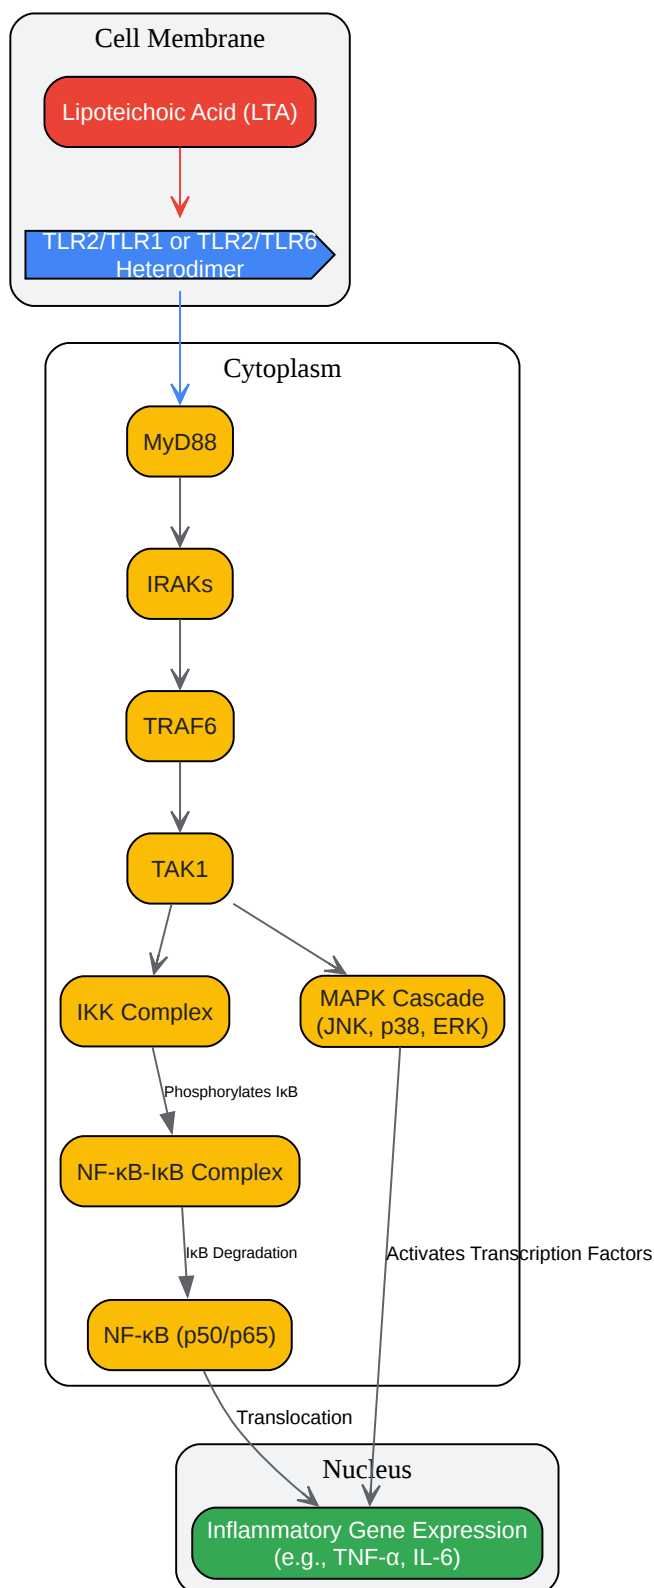 Cell Membrane
Lipoteichoic Acid (LTA)
TLR2/TLR1 or TLR2/TLR6
Heterodimer
Cytoplasm
MyD88
IRAKs
TRAF6
TAK1
IKK Complex
MAPK Cascade
(JNK, p38, ERK)
Phosphorylates IκB
NF-κB-IκB Complex
IκB Degradation
Activates Transcription Factors
NF-κB (p50/p65)
Translocation
Nucleus
Inflammatory Gene Expression
(e.g., TNF-α, IL-6)